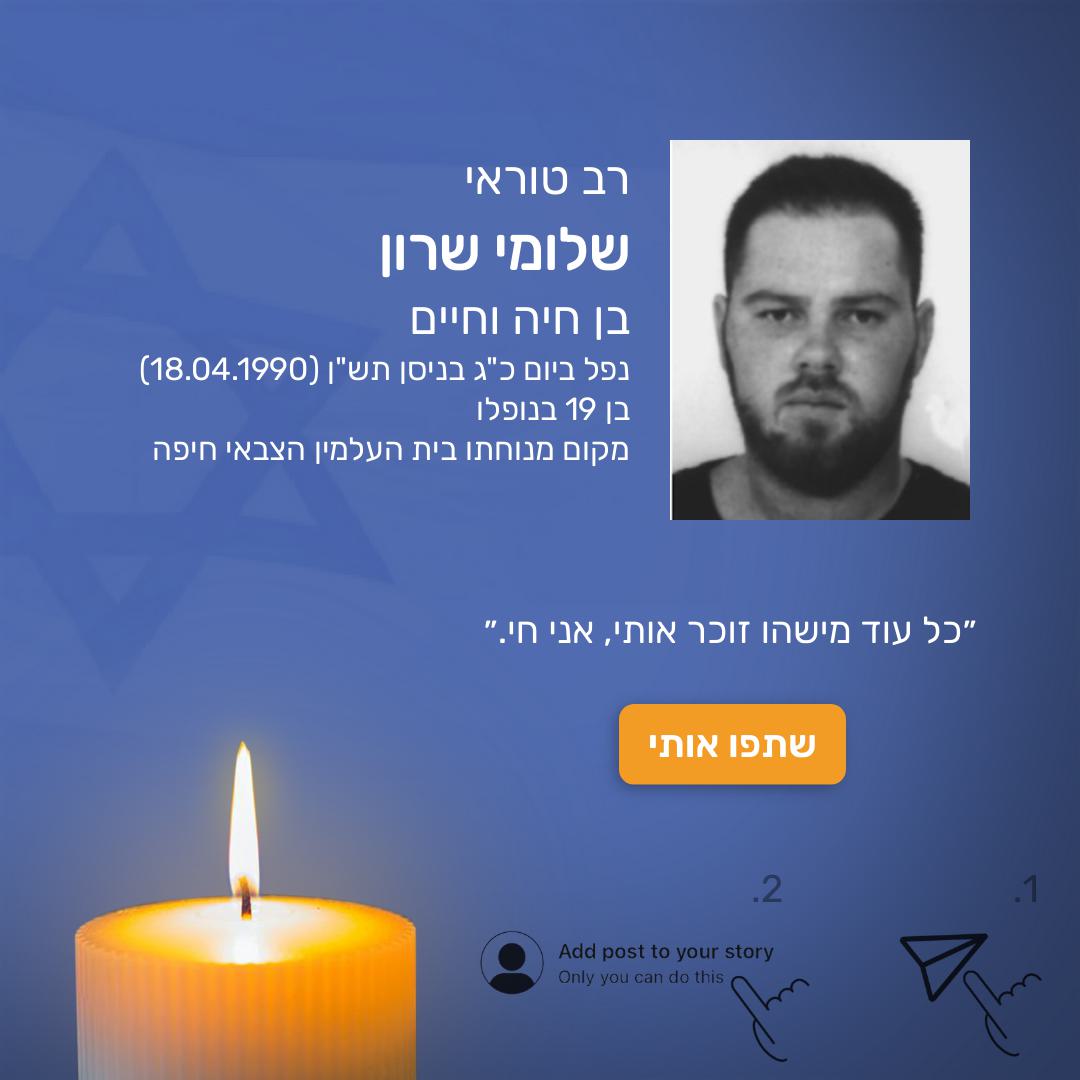 רב טוראי
שלומי שרון
בן חיה וחיים
נפל ביום כ"ג בניסן תש"ן (18.04.1990)
בן 19 בנופלו
מקום מנוחתו בית העלמין הצבאי חיפה
״כל עוד מישהו זוכר אותי, אני חי.״
שתפו אותי
.1
.2
Add post to your story
Only you can do this